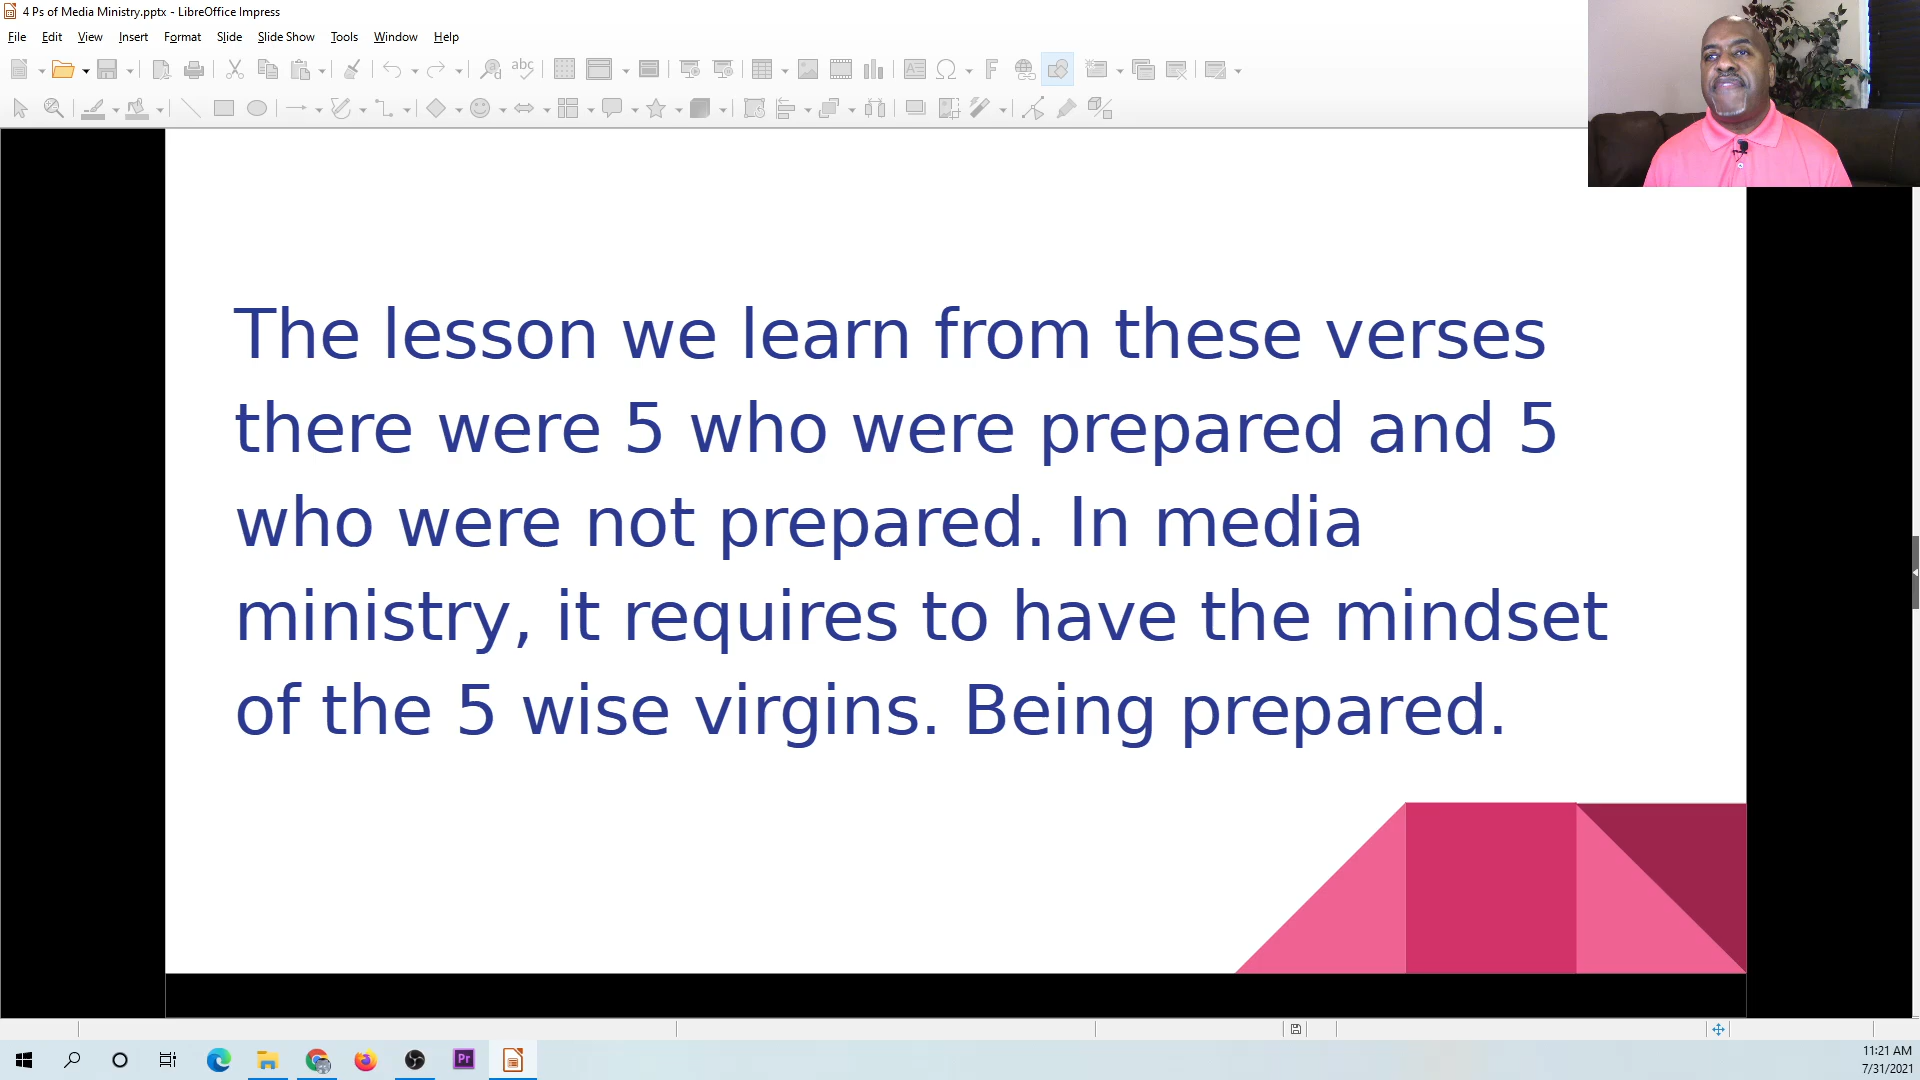 4 Ps of Media Ministry.pptx - LibreOffice Impress
File Edit View Insert Format Slide Slide Show Tools Window Help
abc
The lesson we learn from these verses
there were 5 who were prepared and 5
who were not prepared. In media
ministry, it requires to have the mindset
of the 5 wise virgins. Being prepared.
Pr
11:21 AM
7/31/2021